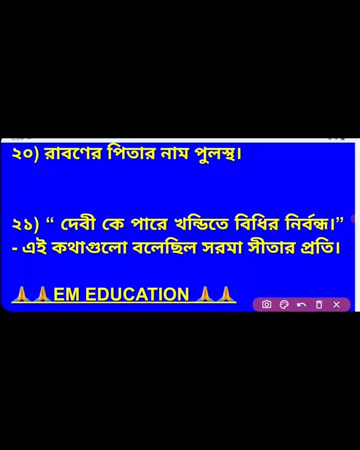 ২০) রাবণের পিতার নাম পুলস্থ।
২১) “ দেবী কে পারে খন্ডিতে বিধির নির্বন্ধ।”
- এই কথাগুলো বলেছিল সরমা সীতার প্রতি।
🙏🙏EM EDUCATION 🙏🙏